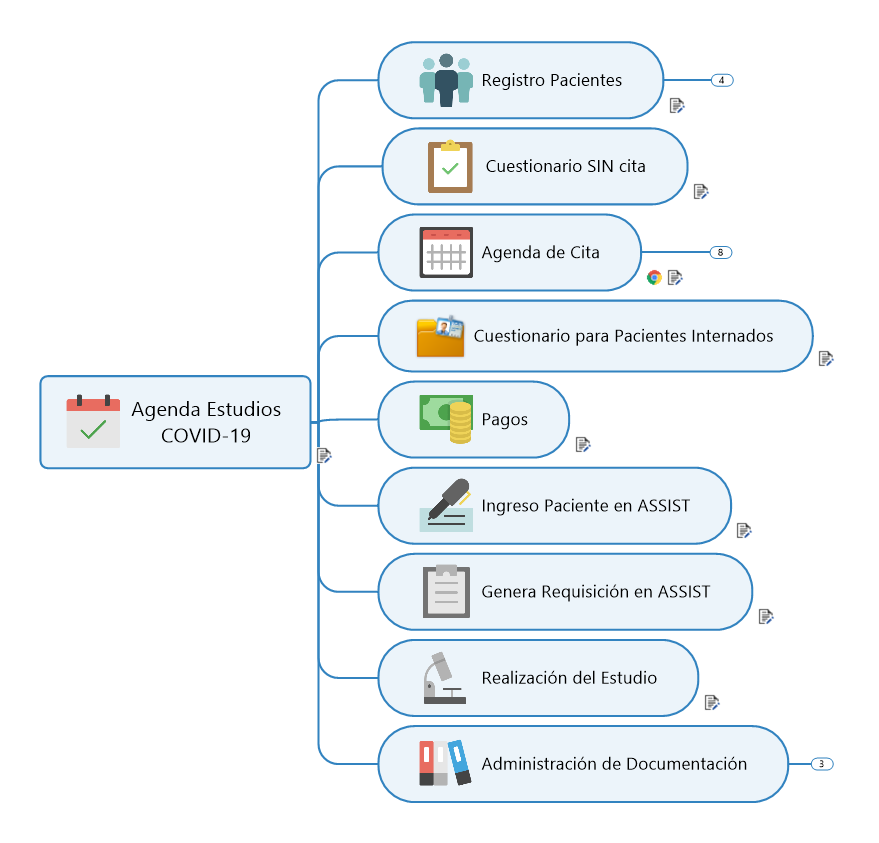 Registro Pacientes
4
Cuestionario SIN cita
Agenda de Cita
8
Cuestionario para Pacientes Internados
Agenda Estudios
COVID-19
Pagos
Ingreso Paciente en ASSIST
Genera Requisición en ASSIST
Realización del Estudio
Administración de Documentación
3